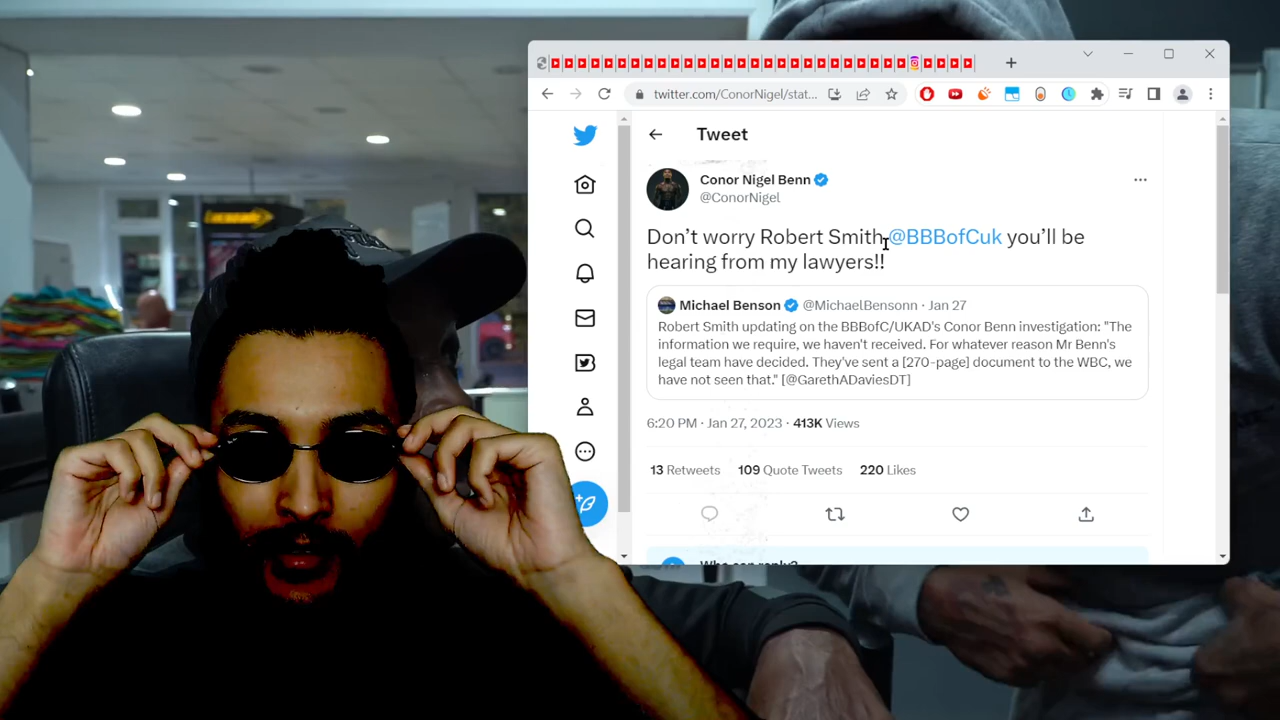 twitter.com/ConorNigel/stat...
Tweet
Conor Nigel Benn
@ConorNigel
Don’t worry Robert Smith @BBBofCuk you’ll be
hearing from my lawyers!!
Michael Benson @MichaelBensonn · Jan 27
Robert Smith updating on the BBBofC/UKAD's Conor Benn investigation: "The
information we require, we haven't received. For whatever reason Mr Benn's
legal team have decided. They've sent a [270-page] document to the WBC, we
have not seen that." [@GarethADaviesDT]
6:20 PM · Jan 27, 2023 · 413K Views
13 Retweets 109 Quote Tweets 220 Likes
Who can reply?